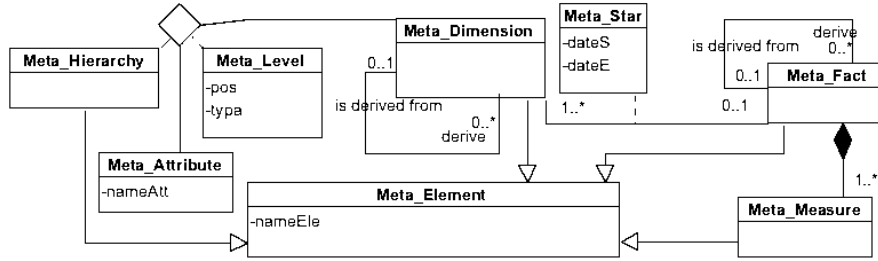 Meta_Hierarchy
Meta_Level
-pos
-typa
Meta_Attribute
-nameAtt
Meta_Dimension
0..1
is derived from
0..*
derive
Meta_Star
-dateS
-dateE
1..*
0..1
derive
is derived from
0..*
0..1
Meta_Fact
1..*
Meta_Measure
Meta_Element
-nameEle